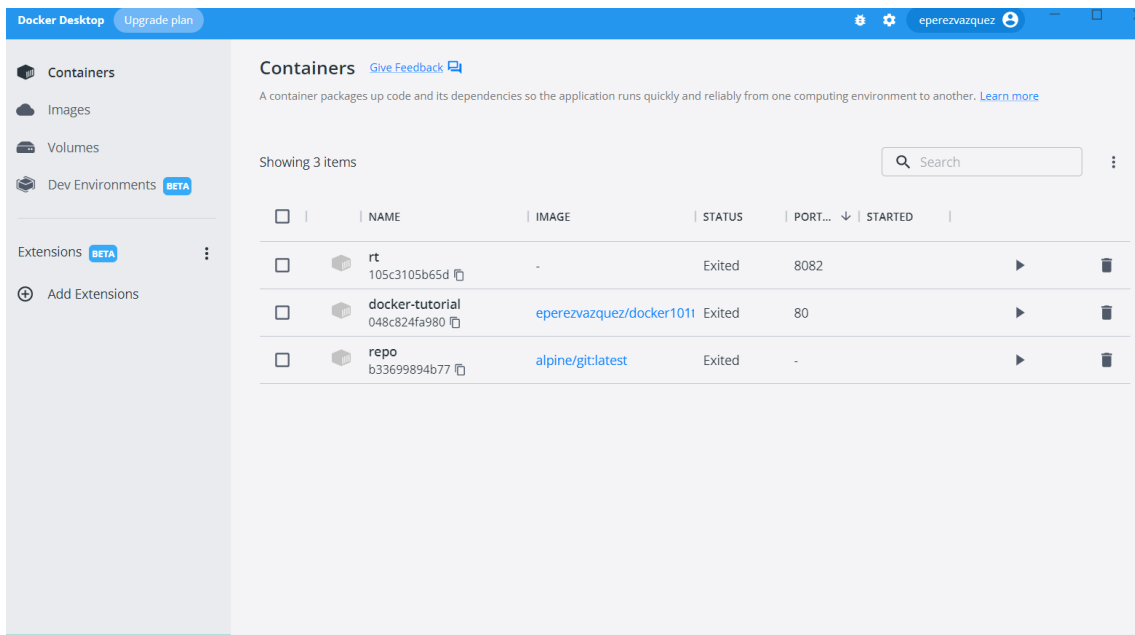 Docker Desktop Upgrade plan eperezvazquez
Containers
Images
Volumes
Dev Environments BETA
Extensions BETA
Add Extensions
Containers Give Feedback
A container packages up code and its dependencies so the application runs quickly and reliably from one computing environment to another. Learn more
Showing 3 items Search
NAME IMAGE STATUS PORT... STARTED
rt
105c3105b65d - Exited 8082
docker-tutorial
048c824fa980 eperezvazquez/docker101t Exited 80
repo
b33699894b77 alpine/git:latest Exited -